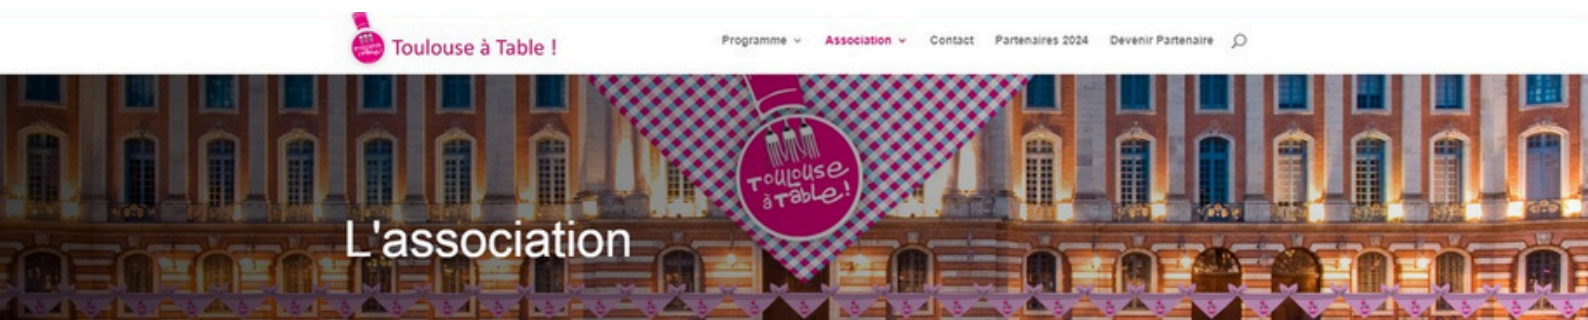 Toulouse à Table !
Programme
Association
Contact
Partenaires 2024
Devenir Partenaire
Toulouse
à Table!
L'association